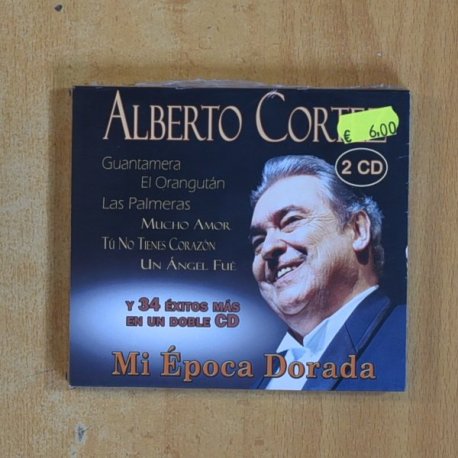 ALBERTO
€ 6,00
2 CD
Guantamera
El Orangután
Las Palmeras
MUCHO AMOR
TÚ NO TIENES CORAZÓN
UN ÁNGEL FUÉ
Y 34 ÉXITOS MÁS
EN UN DOBLE CD
Mi Época Dorada